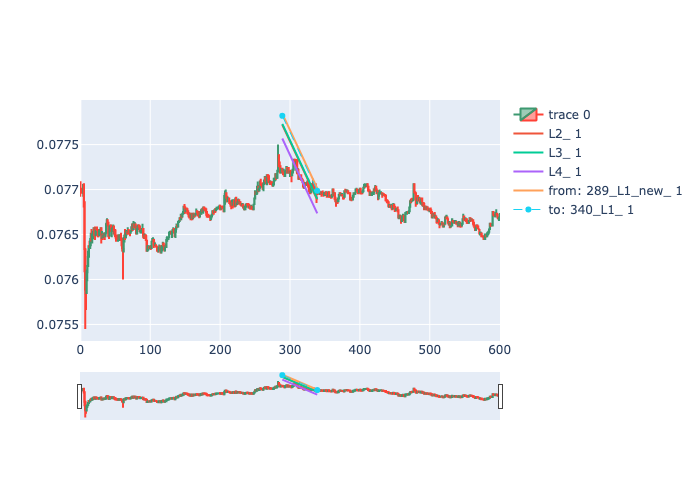 trace 0
L2_ 1
L3_ 1
L4_ 1
from: 289_L1_new_ 1
to: 340_L1_ 1
0.0775
0.077
0.0765
0.076
0.0755
0 100 200 300 400 500 600